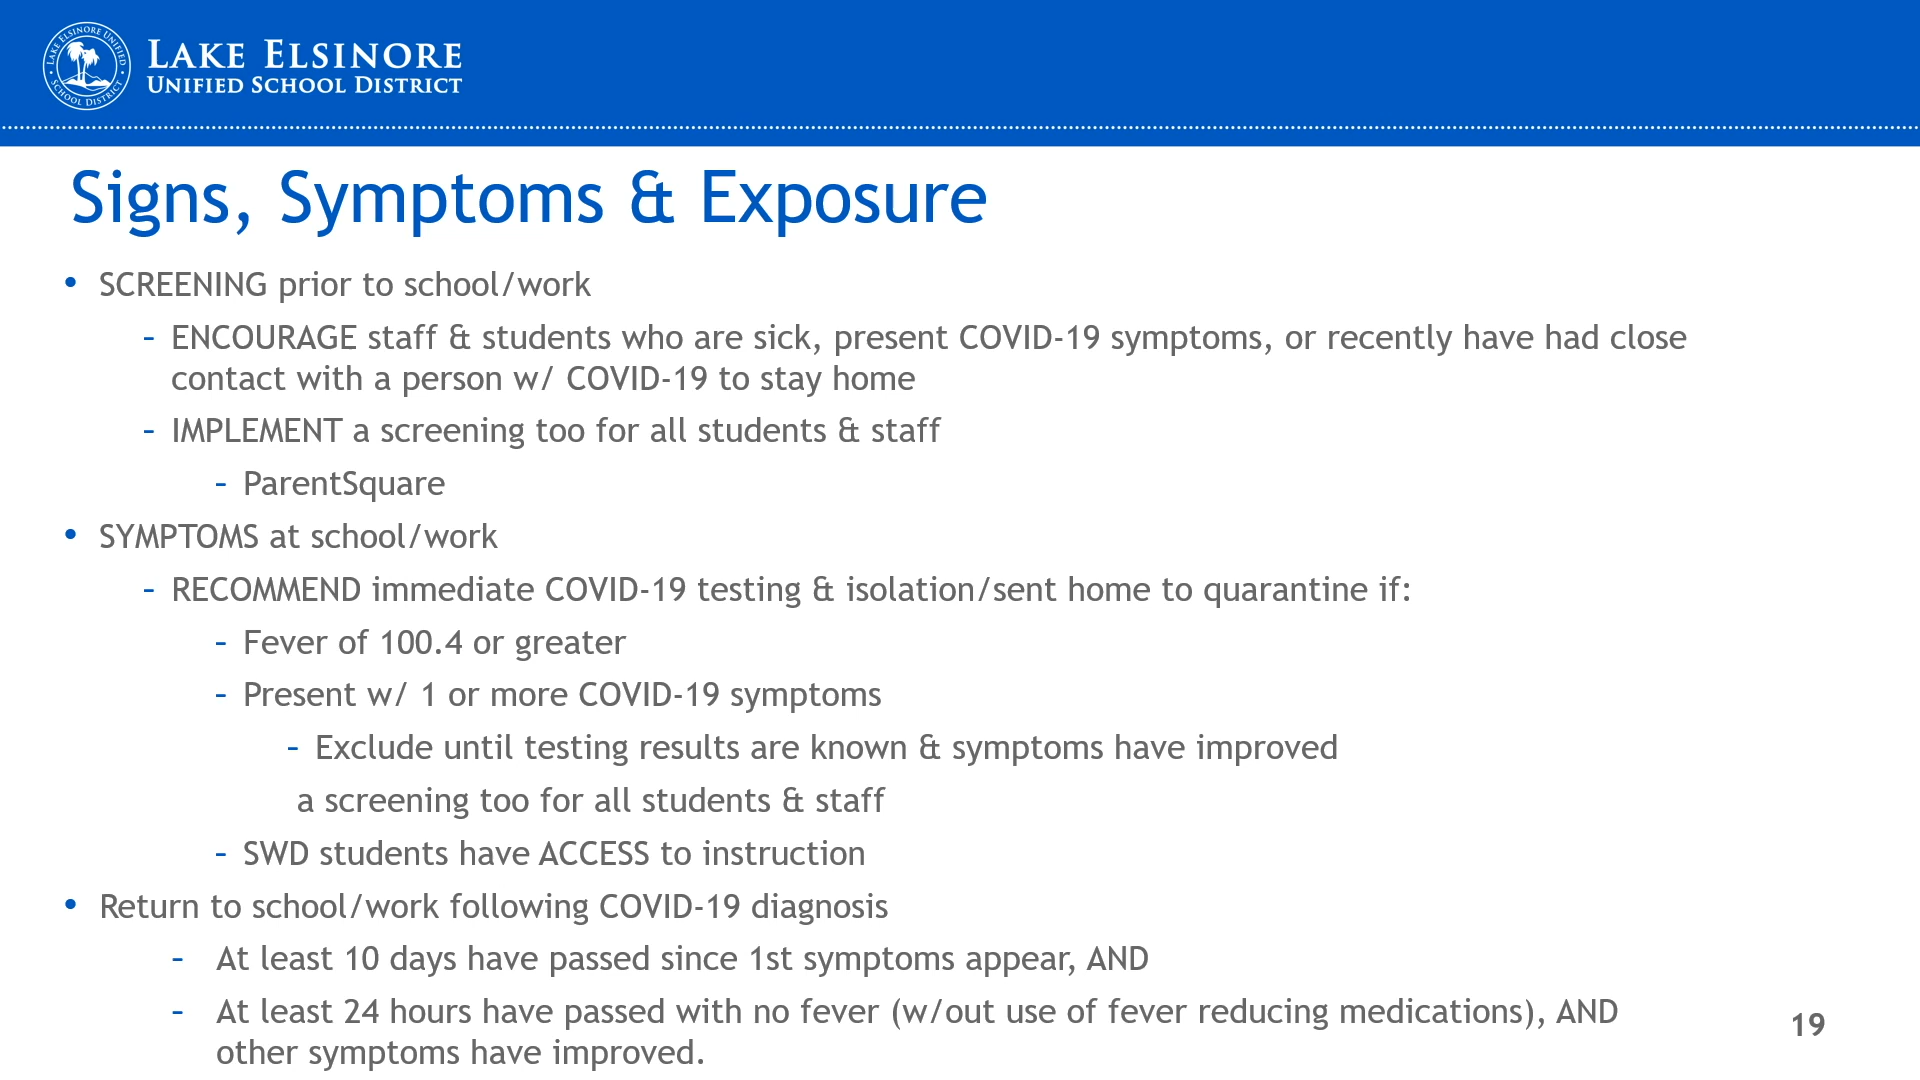 LAKE ELSINORE UNIFIED
SCHOOL DISTRICT
LAKE ELSINORE
UNIFIED SCHOOL DISTRICT
Signs, Symptoms & Exposure
• SCREENING prior to school/work
– ENCOURAGE staff & students who are sick, present COVID-19 symptoms, or recently have had close
contact with a person w/ COVID-19 to stay home
– IMPLEMENT a screening too for all students & staff
– ParentSquare
• SYMPTOMS at school/work
– RECOMMEND immediate COVID-19 testing & isolation/sent home to quarantine if:
– Fever of 100.4 or greater
– Present w/ 1 or more COVID-19 symptoms
– Exclude until testing results are known & symptoms have improved
a screening too for all students & staff
– SWD students have ACCESS to instruction
• Return to school/work following COVID-19 diagnosis
– At least 10 days have passed since 1st symptoms appear, AND
– At least 24 hours have passed with no fever (w/out use of fever reducing medications), AND
other symptoms have improved.
19